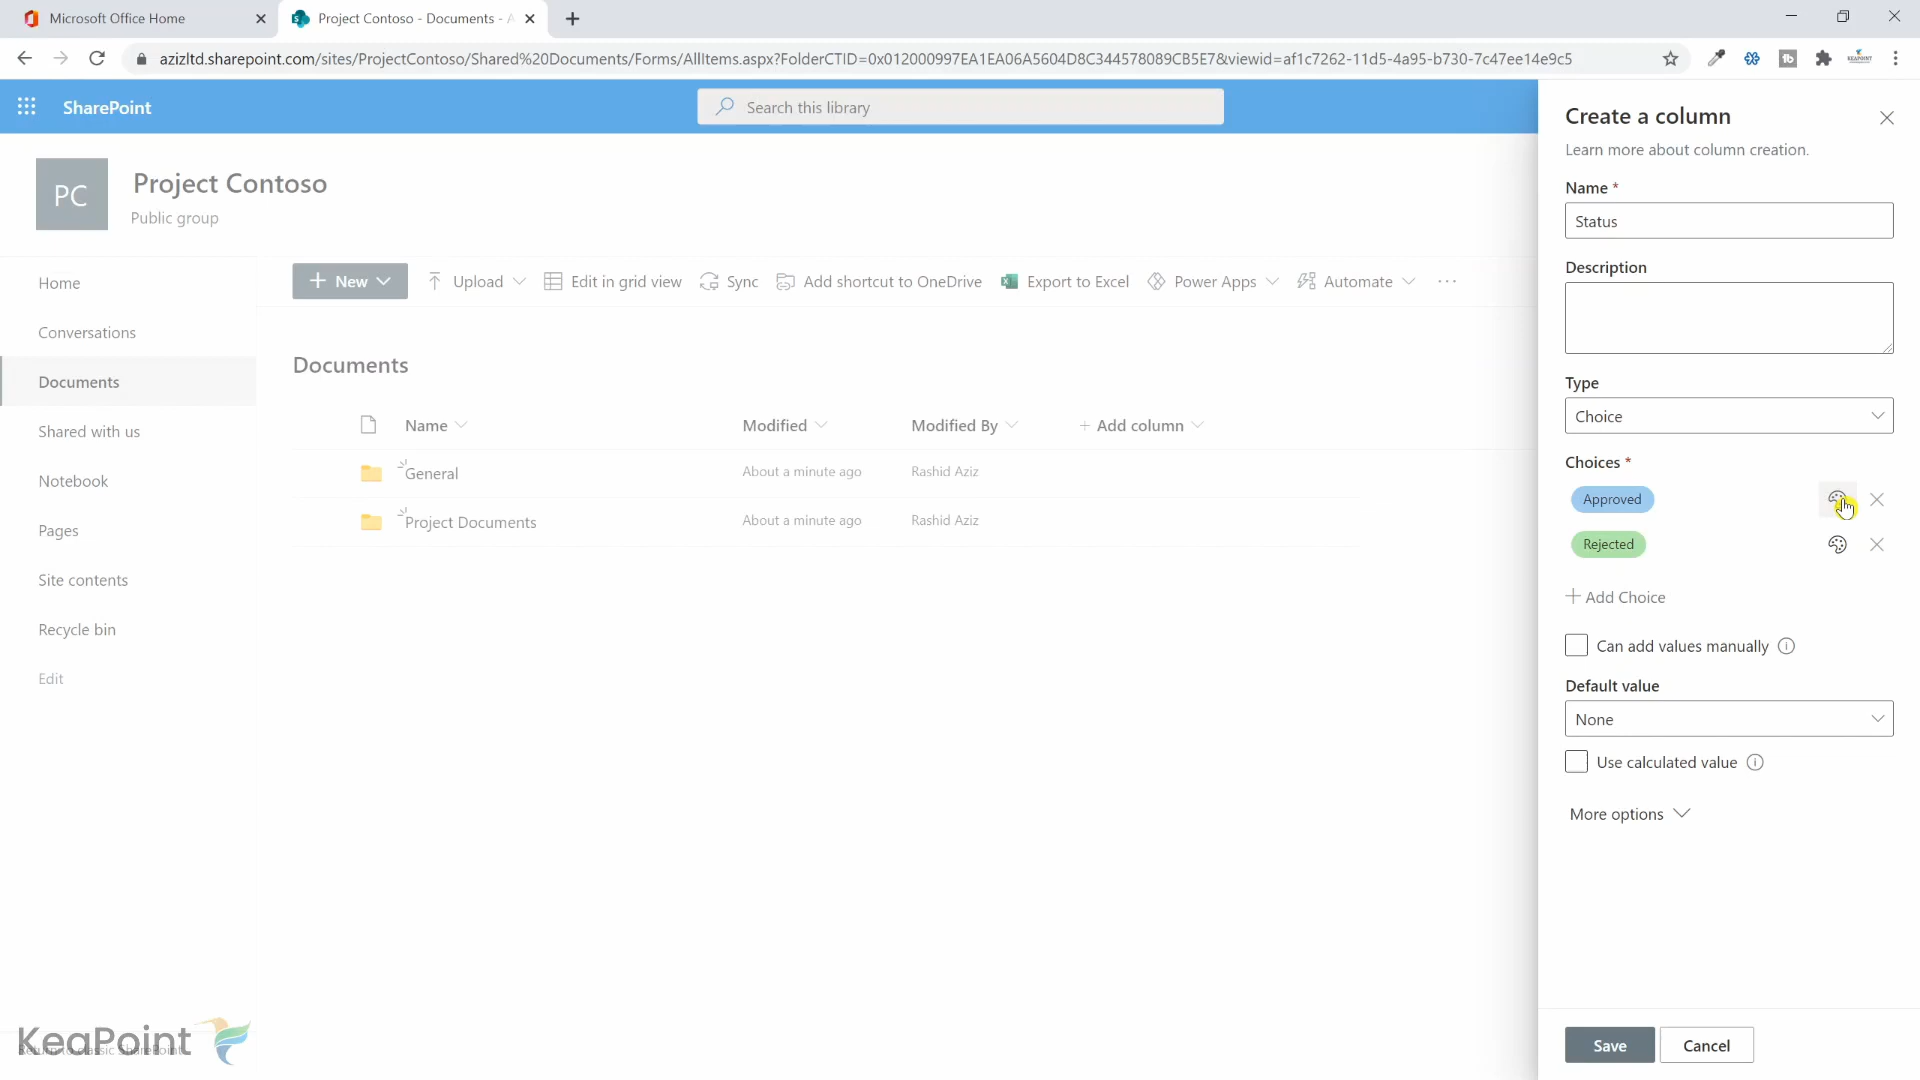 Microsoft Office Home
Project Contoso - Documents - A
azizltd.sharepoint.com/sites/ProjectContoso/Shared%20Documents/Forms/AllItems.aspx?FolderCTID=0x012000997EA1EA06A5604D8C344578089CB5E7&viewid=af1c7262-11d5-4a95-b730-7c47ee14e9c5
SharePoint
Search this library
PC
Project Contoso
Public group
Home
Conversations
Documents
Shared with us
Notebook
Pages
Site contents
Recycle bin
Edit
Return to classic SharePoint
KeaPoint
+ New
Upload
Edit in grid view
Sync
Add shortcut to OneDrive
Export to Excel
Power Apps
Automate
...
Documents
Name Modified Modified By + Add column
General About a minute ago Rashid Aziz
Project Documents About a minute ago Rashid Aziz
Create a column
Learn more about column creation.
Name *
Status
Description
Type
Choice
Choices *
Approved
Rejected
+ Add Choice
Can add values manually
Default value
None
Use calculated value
More options
Save
Cancel